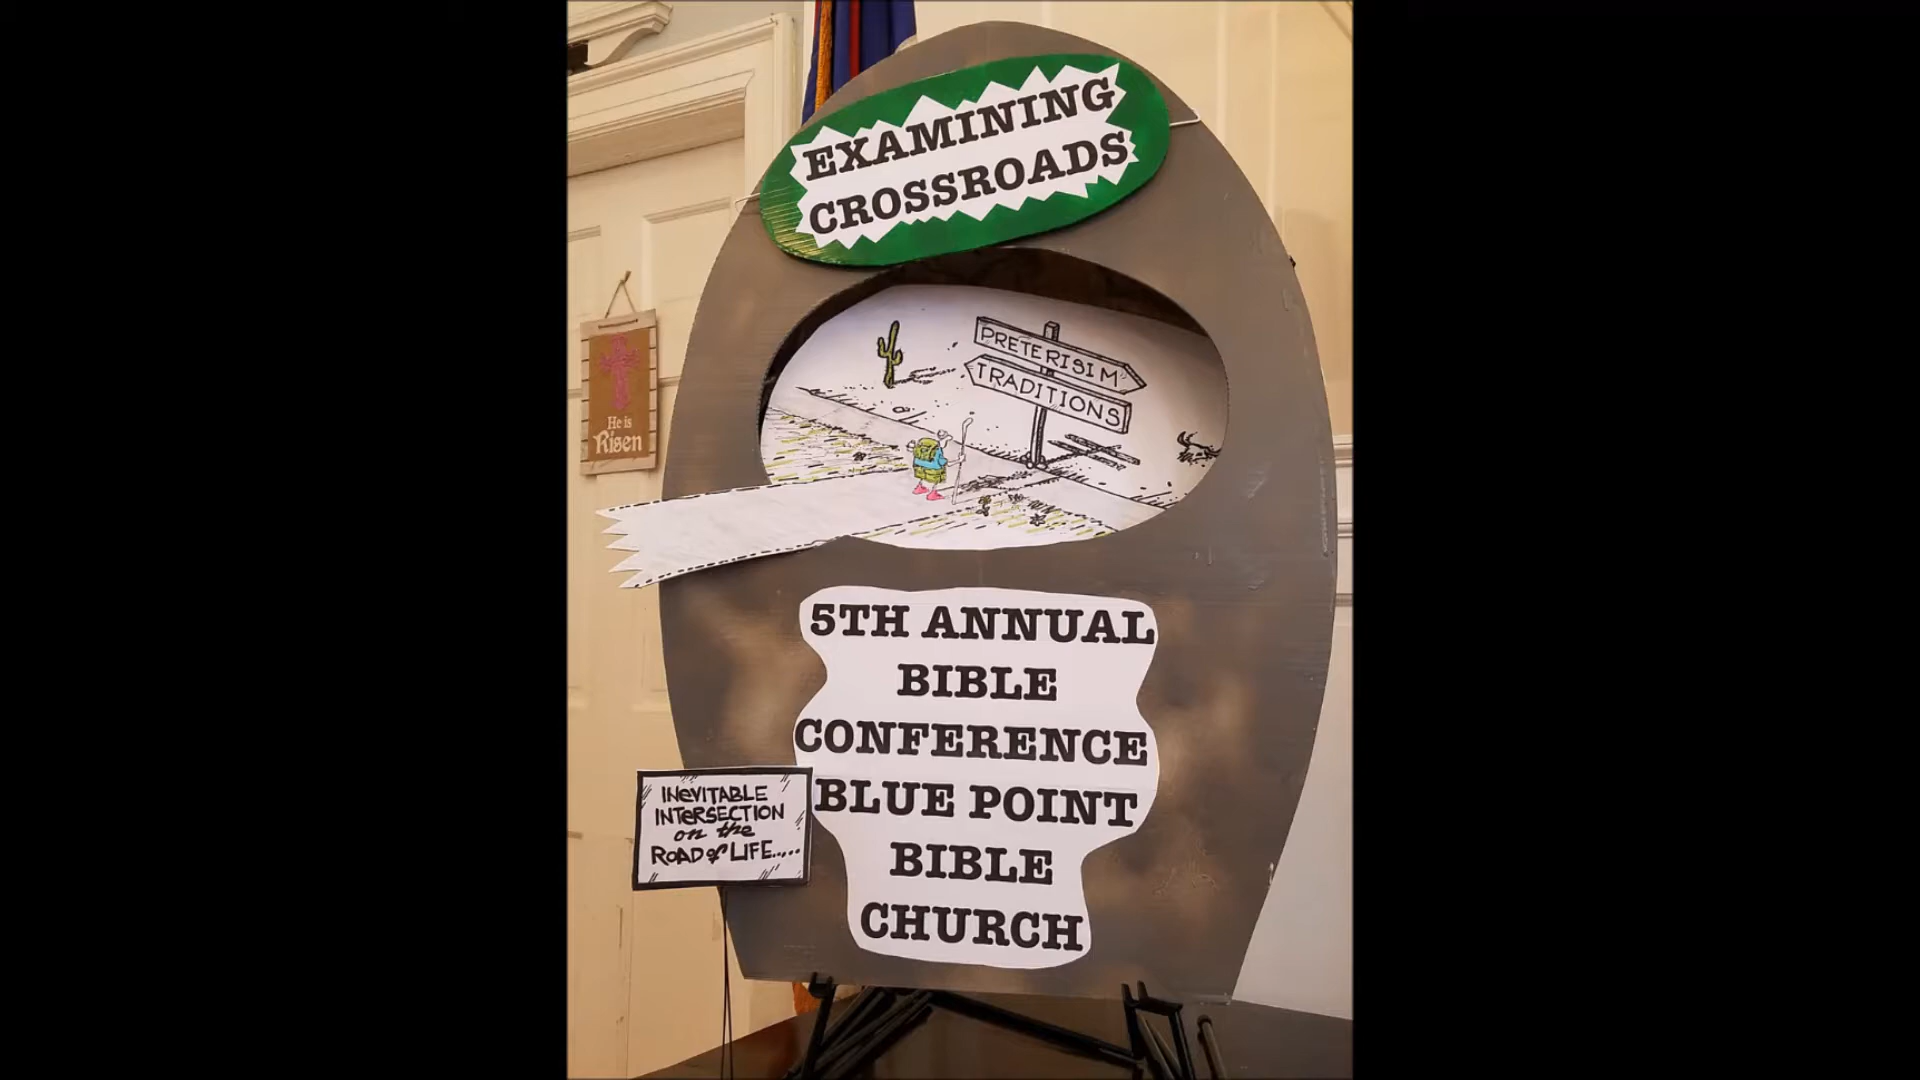 EXAMINING
CROSSROADS
PRETERISIM
TRADITIONS
He is
Risen
5TH ANNUAL
BIBLE
CONFERENCE
BLUE POINT
BIBLE
CHURCH
INEVITABLE
INTERSECTION
on the
ROAD of LIFE.....